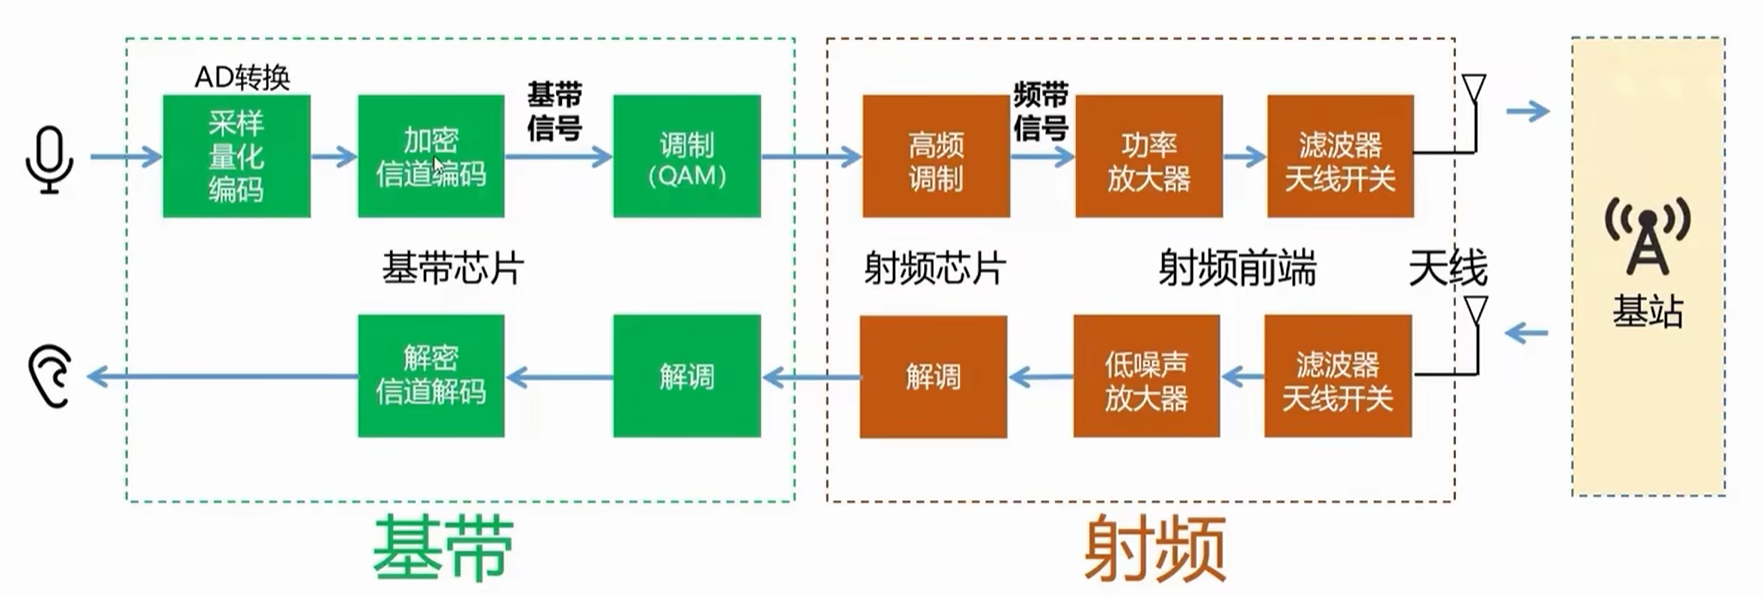 AD转换
采样
量化
编码
加密
信道编码
基带
信号
调制
（QAM）
高频
调制
频带
信号
功率
放大器
滤波器
天线开关
基带芯片
射频芯片
射频前端
天线
基站
解密
信道解码
解调
解调
低噪声
放大器
滤波器
天线开关
基带
射频